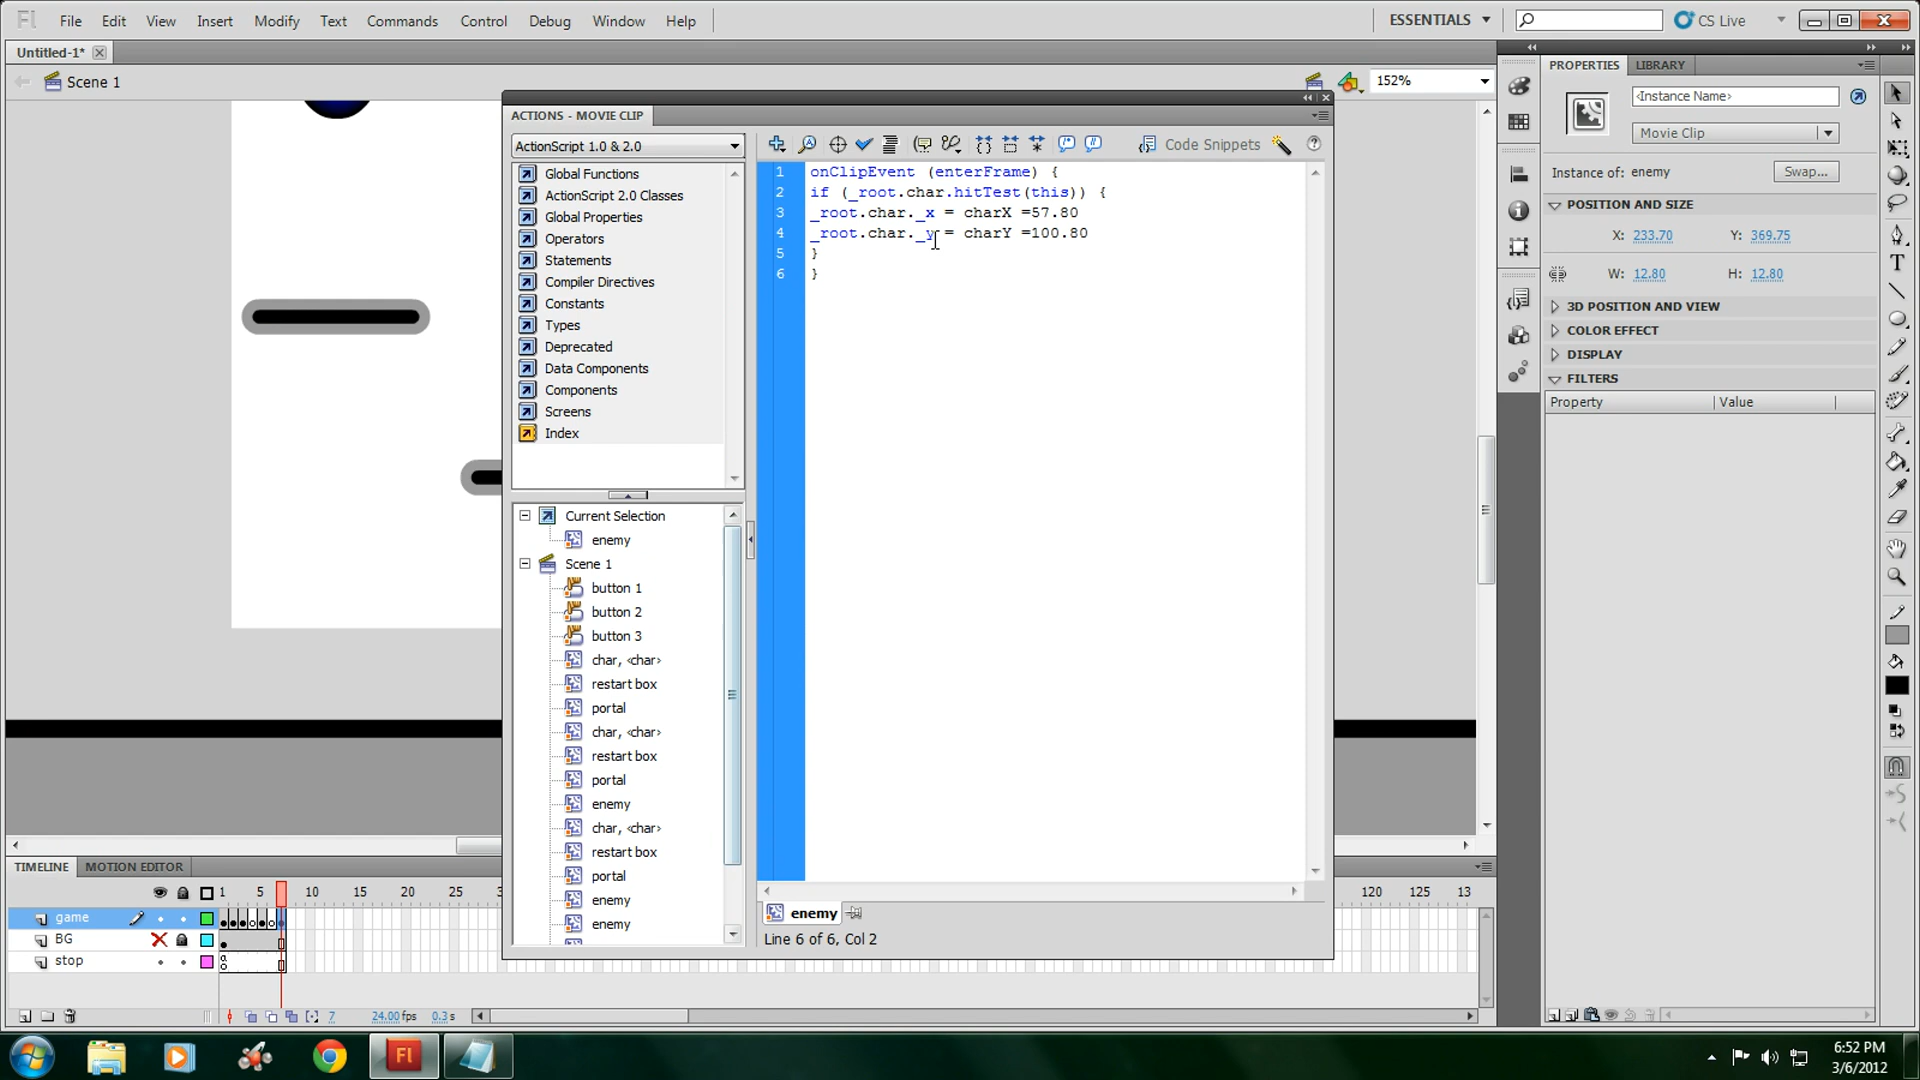 Fl File Edit View Insert Modify Text Commands Control Debug Window Help ESSENTIALS CS Live
Untitled-1*
Scene 1
152%
ACTIONS - MOVIE CLIP
ActionScript 1.0 & 2.0
Code Snippets
Global Functions
ActionScript 2.0 Classes
Global Properties
Operators
Statements
Compiler Directives
Constants
Types
Deprecated
Data Components
Components
Screens
Index
Current Selection
enemy
Scene 1
button 1
button 2
button 3
char, <char>
restart box
portal
char, <char>
restart box
portal
enemy
char, <char>
restart box
portal
enemy
enemy
1 onClipEvent (enterFrame) {
2 if (_root.char.hitTest(this)) {
3 _root.char._x = charX =57.80
4 _root.char._y = charY =100.80
5 }
6 }
enemy
Line 6 of 6, Col 2
PROPERTIES LIBRARY
<Instance Name>
Movie Clip
Instance of: enemy Swap...
POSITION AND SIZE
X: 233.70 Y: 369.75
W: 12.80 H: 12.80
3D POSITION AND VIEW
COLOR EFFECT
DISPLAY
FILTERS
Property Value
TIMELINE MOTION EDITOR
1 5 10 15 20 25 3 120 125 13
game
BG
stop
7 24.00 fps 0.3 s
Fl
6:52 PM
3/6/2012